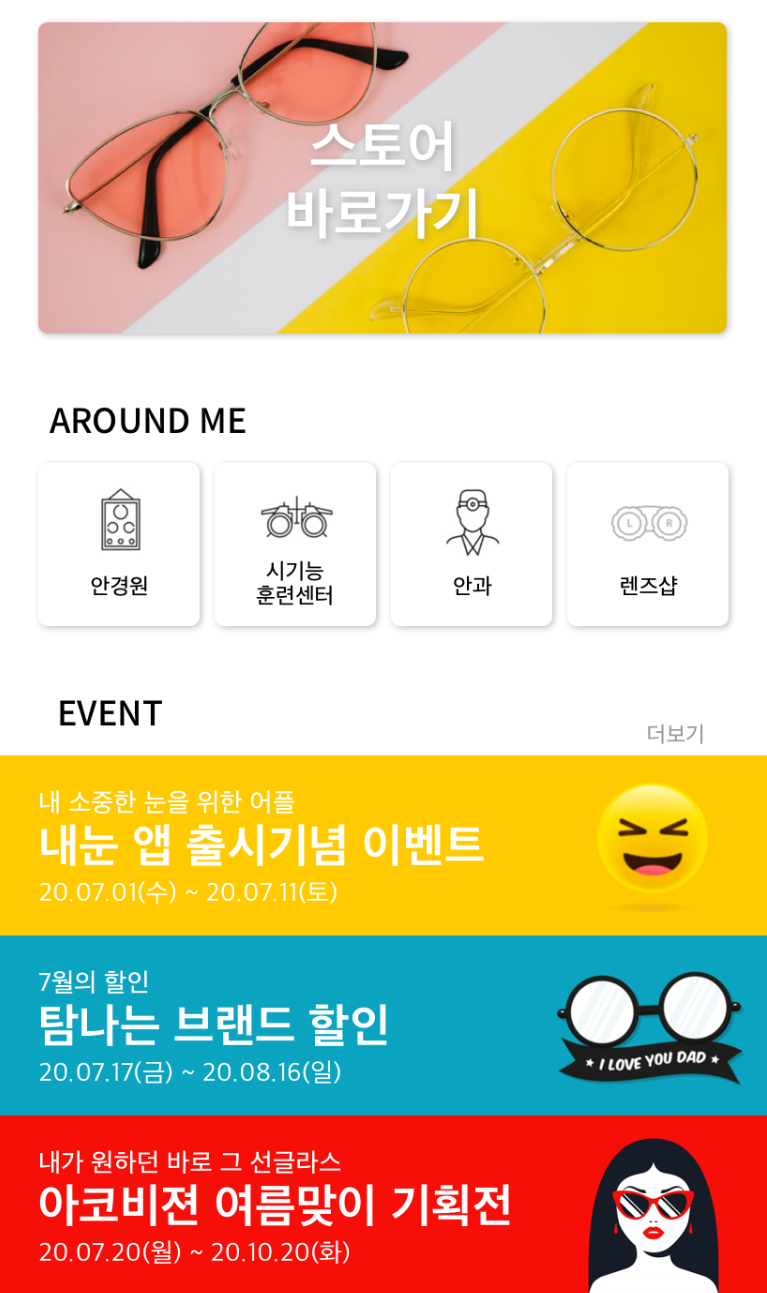 스토어
바로가기
AROUND ME
안경원
시기능
훈련센터
안과
L R
렌즈샵
EVENT
더보기
내 소중한 눈을 위한 어플
내눈 앱 출시기념 이벤트
20.07.01(수) ~ 20.07.11(토)
7월의 할인
탐나는 브랜드 할인
20.07.17(금) ~ 20.08.16(일)
* I LOVE YOU DAD *
내가 원하던 바로 그 선글라스
아코비젼 여름맞이 기획전
20.07.20(월) ~ 20.10.20(화)